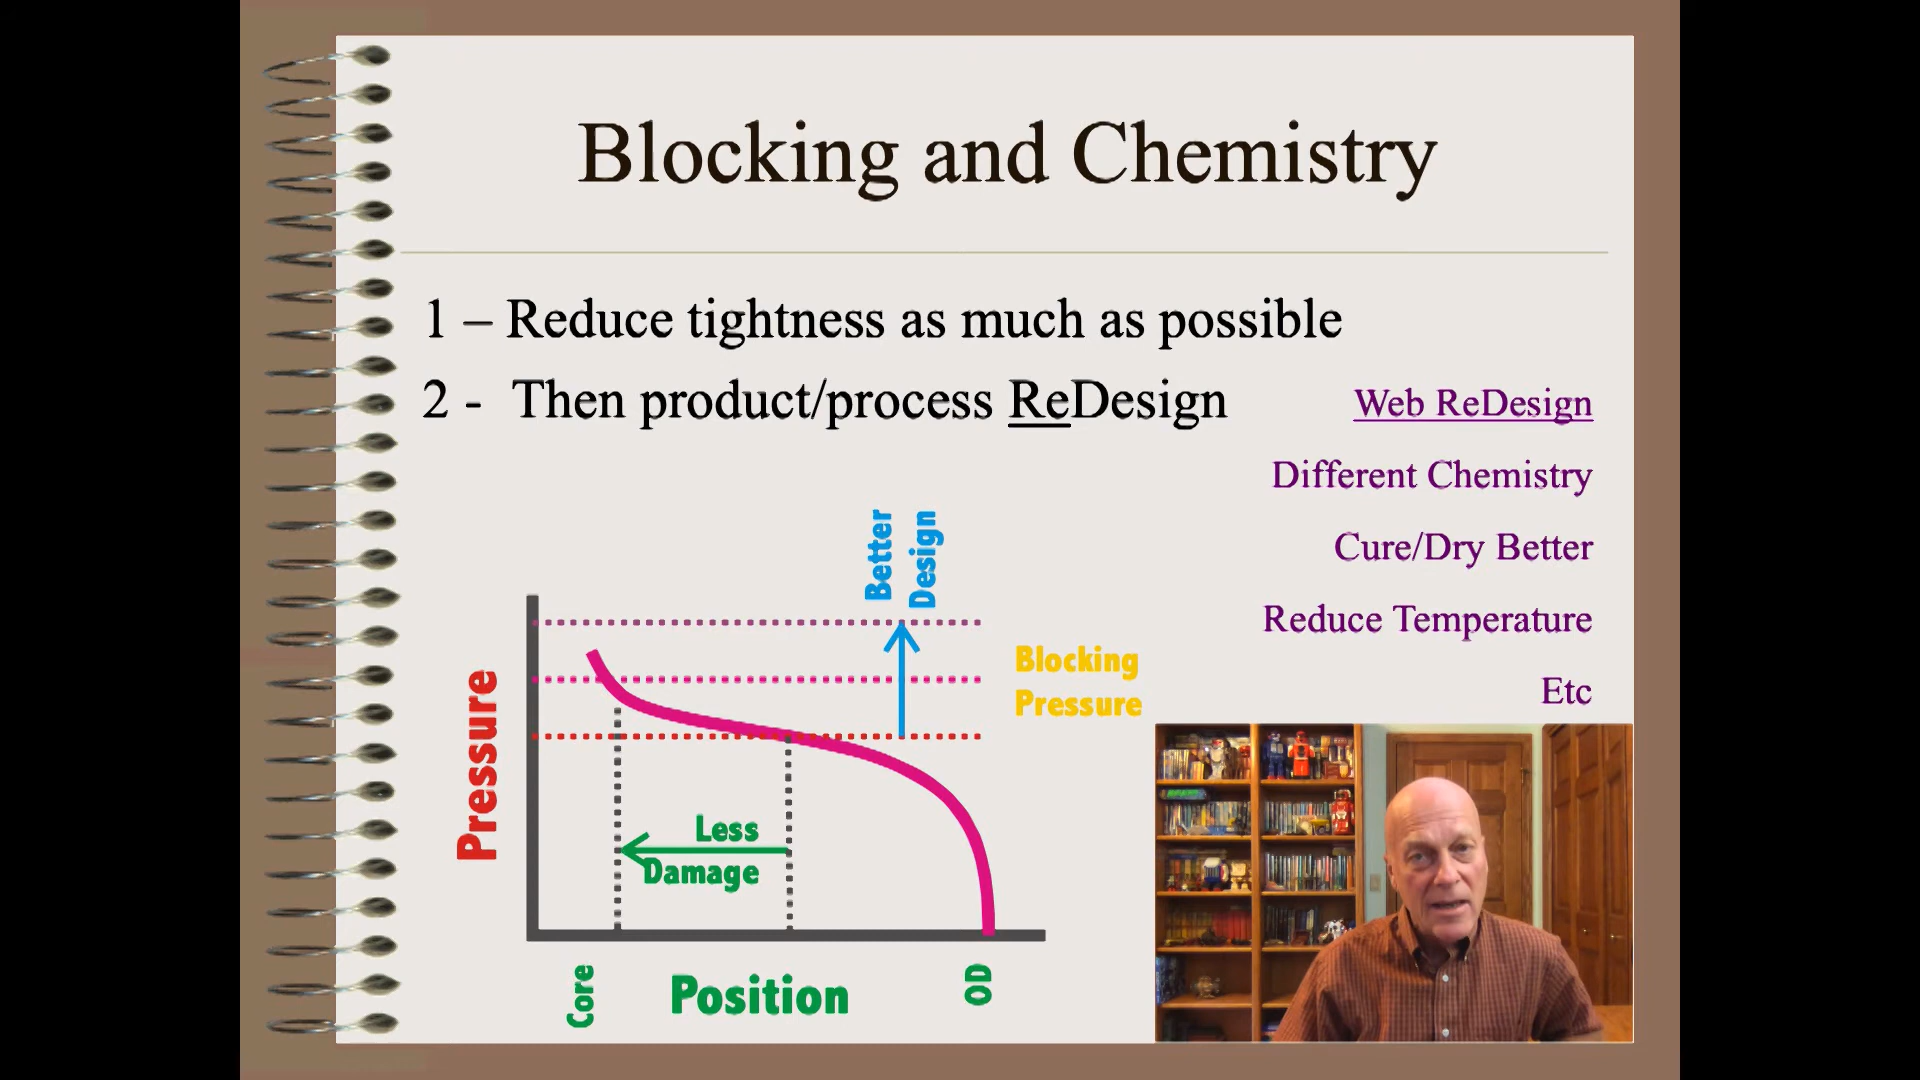 Blocking and Chemistry
1 – Reduce tightness as much as possible
2 - Then product/process ReDesign
Web ReDesign
Different Chemistry
Cure/Dry Better
Reduce Temperature
Etc
Better
Design
Blocking
Pressure
Pressure
Less
Damage
Core
Position
OD